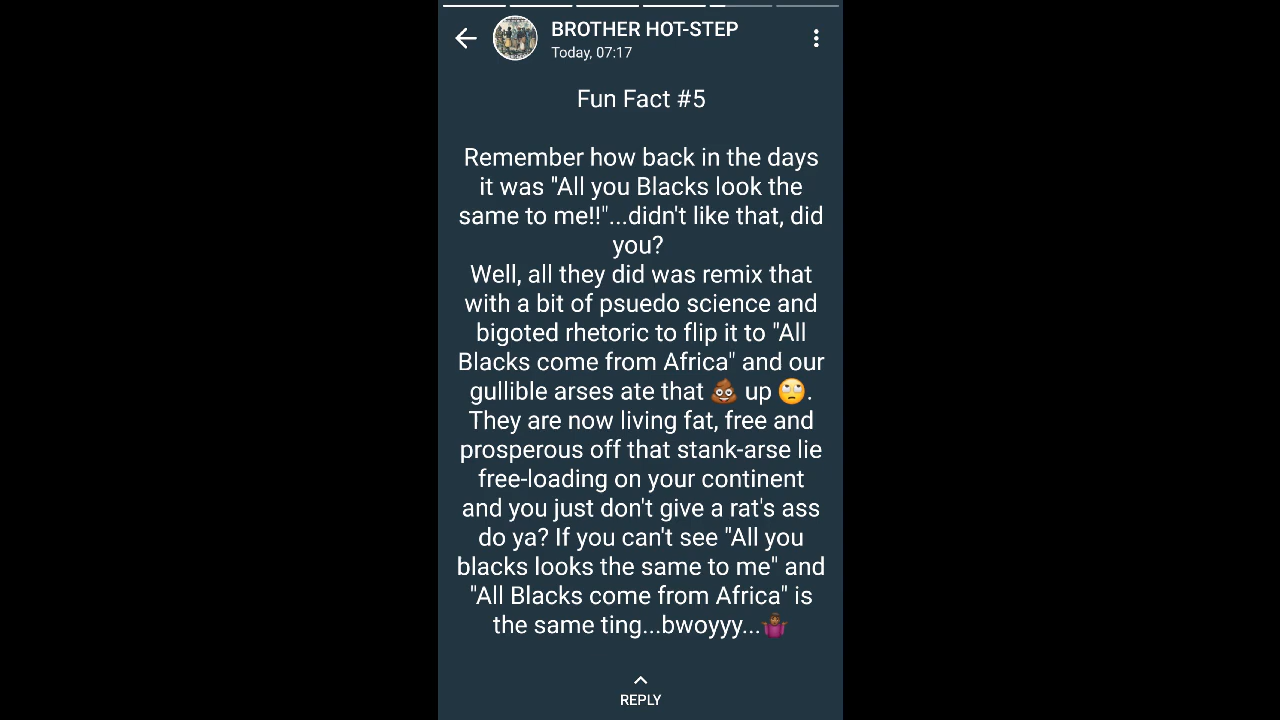 BROTHER HOT-STEP
Today, 07:17
Fun Fact #5
Remember how back in the days
it was "All you Blacks look the
same to me!!"...didn't like that, did
you?
Well, all they did was remix that
with a bit of psuedo science and
bigoted rhetoric to flip it to "All
Blacks come from Africa" and our
gullible arses ate that 💩 up 🙄.
They are now living fat, free and
prosperous off that stank-arse lie
free-loading on your continent
and you just don't give a rat's ass
do ya? If you can't see "All you
blacks looks the same to me" and
"All Blacks come from Africa" is
the same ting...bwoyyy...🤷🏾
REPLY